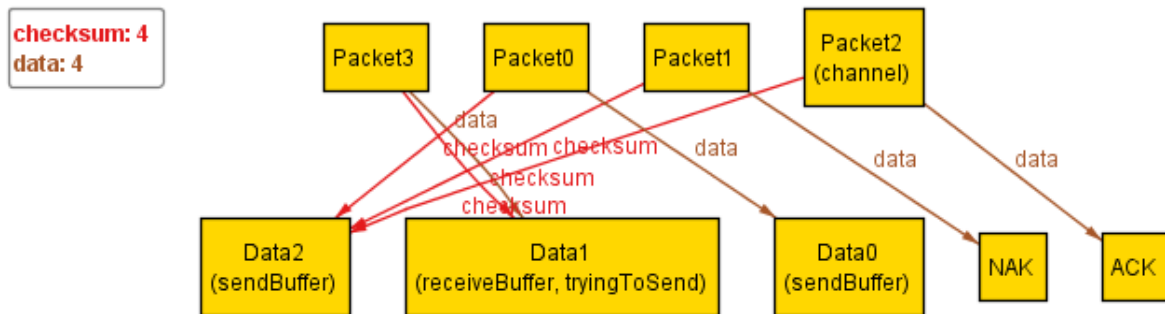 checksum: 4
data: 4
Packet3
Packet0
Packet1
Packet2
(channel)
data
checksum
checksum
data
data
data
checksum
checksum
Data2
(sendBuffer)
Data1
(receiveBuffer, tryingToSend)
Data0
(sendBuffer)
NAK
ACK